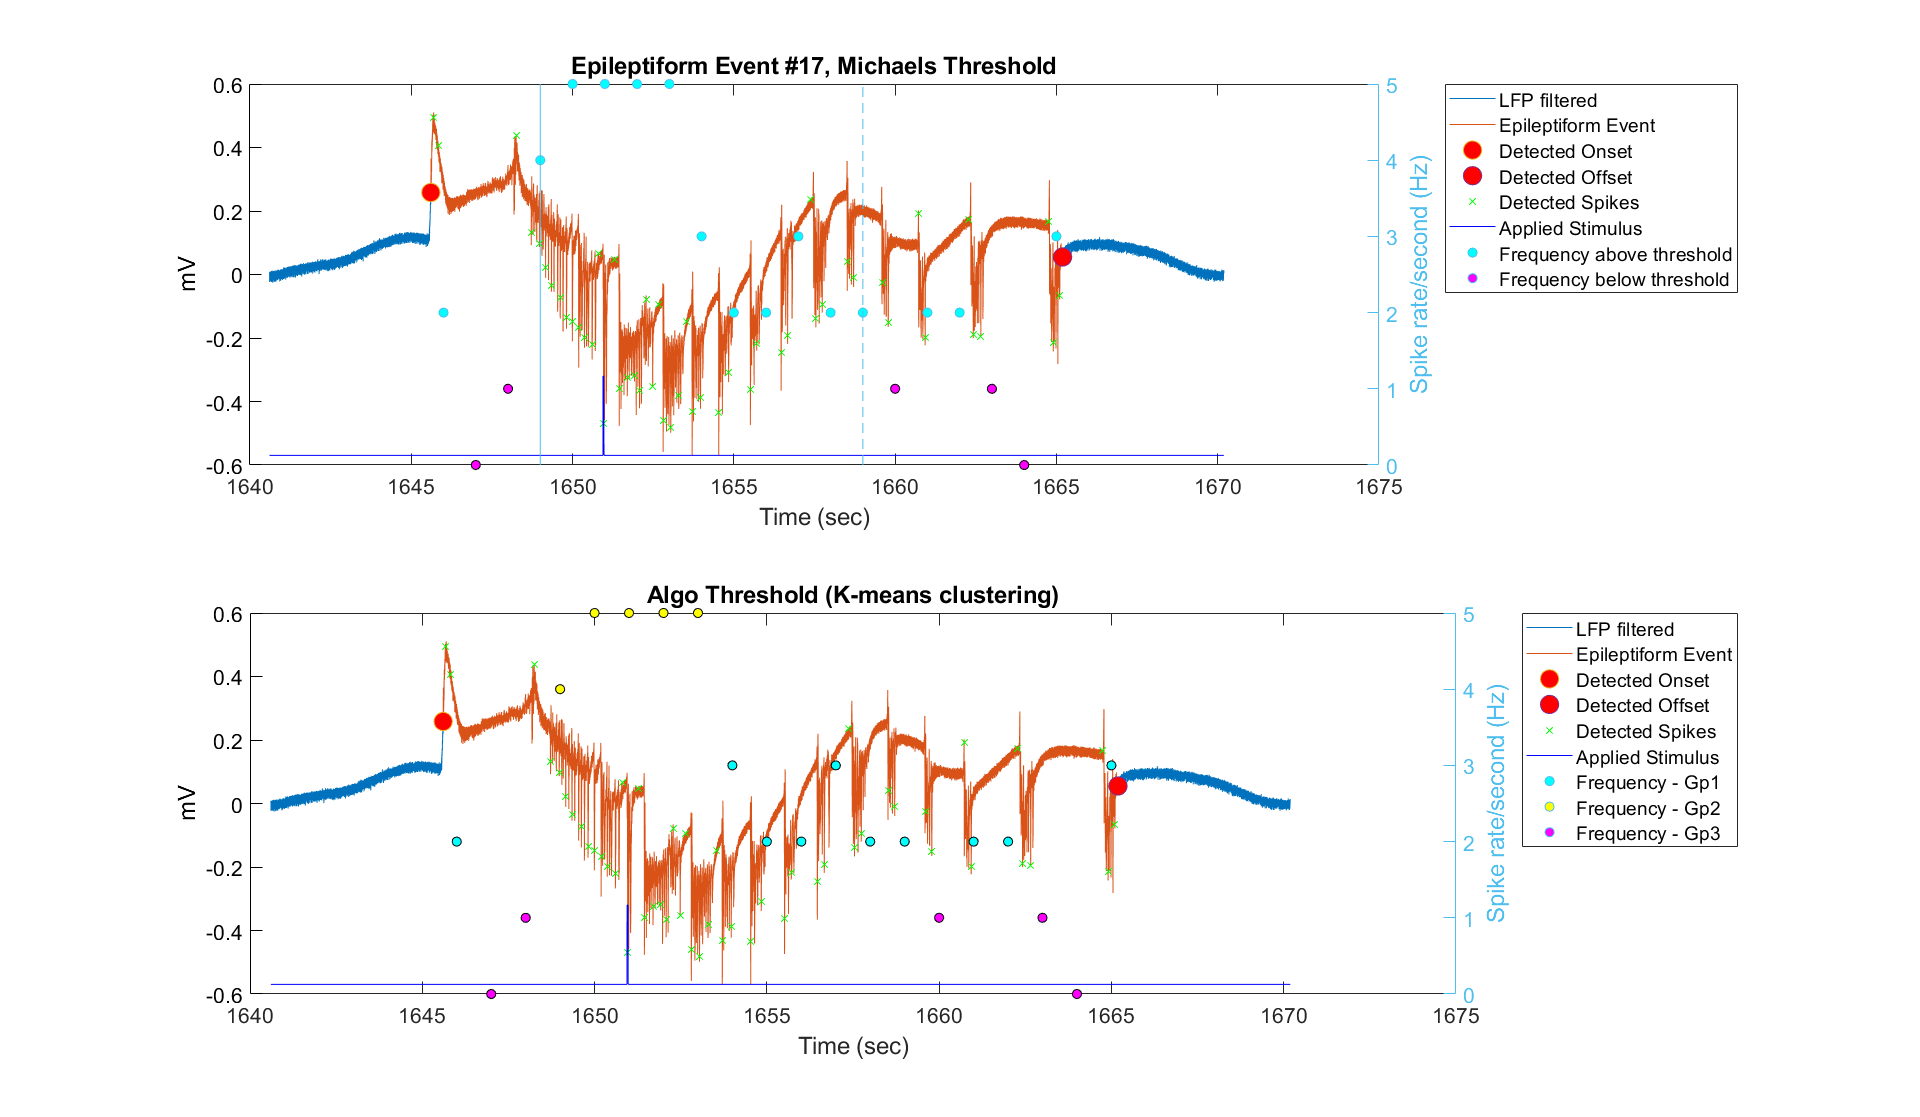 Epileptiform Event #17, Michaels Threshold
0.6
0.4
0.2
0
-0.2
-0.4
-0.6
mV
1640
1645
1650
1655
1660
1665
1670
1675
Time (sec)
5
4
3
2
1
0
Spike rate/second (Hz)
LFP filtered
Epileptiform Event
Detected Onset
Detected Offset
Detected Spikes
Applied Stimulus
Frequency above threshold
Frequency below threshold
Algo Threshold (K-means clustering)
0.6
0.4
0.2
0
-0.2
-0.4
-0.6
mV
1640
1645
1650
1655
1660
1665
1670
1675
Time (sec)
5
4
3
2
1
0
Spike rate/second (Hz)
LFP filtered
Epileptiform Event
Detected Onset
Detected Offset
Detected Spikes
Applied Stimulus
Frequency - Gp1
Frequency - Gp2
Frequency - Gp3